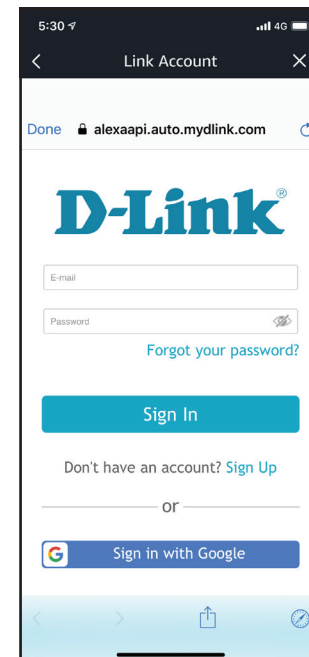 5:30 4G
Link Account
Done alexaapi.auto.mydlink.com
D-Link®
E-mail
Password
Forgot your password?
Sign In
Don't have an account? Sign Up
or
G Sign in with Google